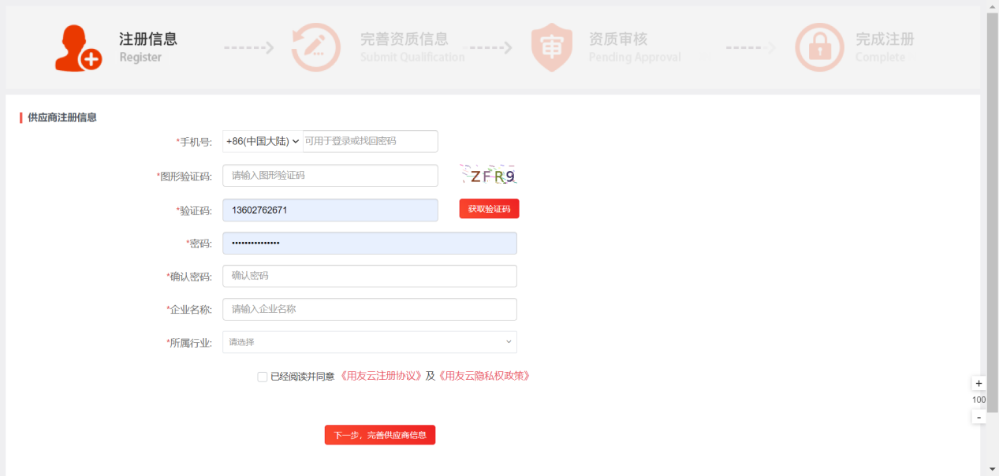 注册信息
Register
完善资质信息
Submit Qualification
审
资质审核
Pending Approval
完成注册
Complete
供应商注册信息
*手机号: +86(中国大陆) 可用于登录或找回密码
*图形验证码: 请输入图形验证码 ZFR9
*验证码: 13602762671 获取验证码
*密码: •••••••••••••••
*确认密码: 确认密码
*企业名称: 请输入企业名称
*所属行业: 请选择
已经阅读并同意 《用友云注册协议》及《用友云隐私权政策》
+
100
-
下一步，完善供应商信息